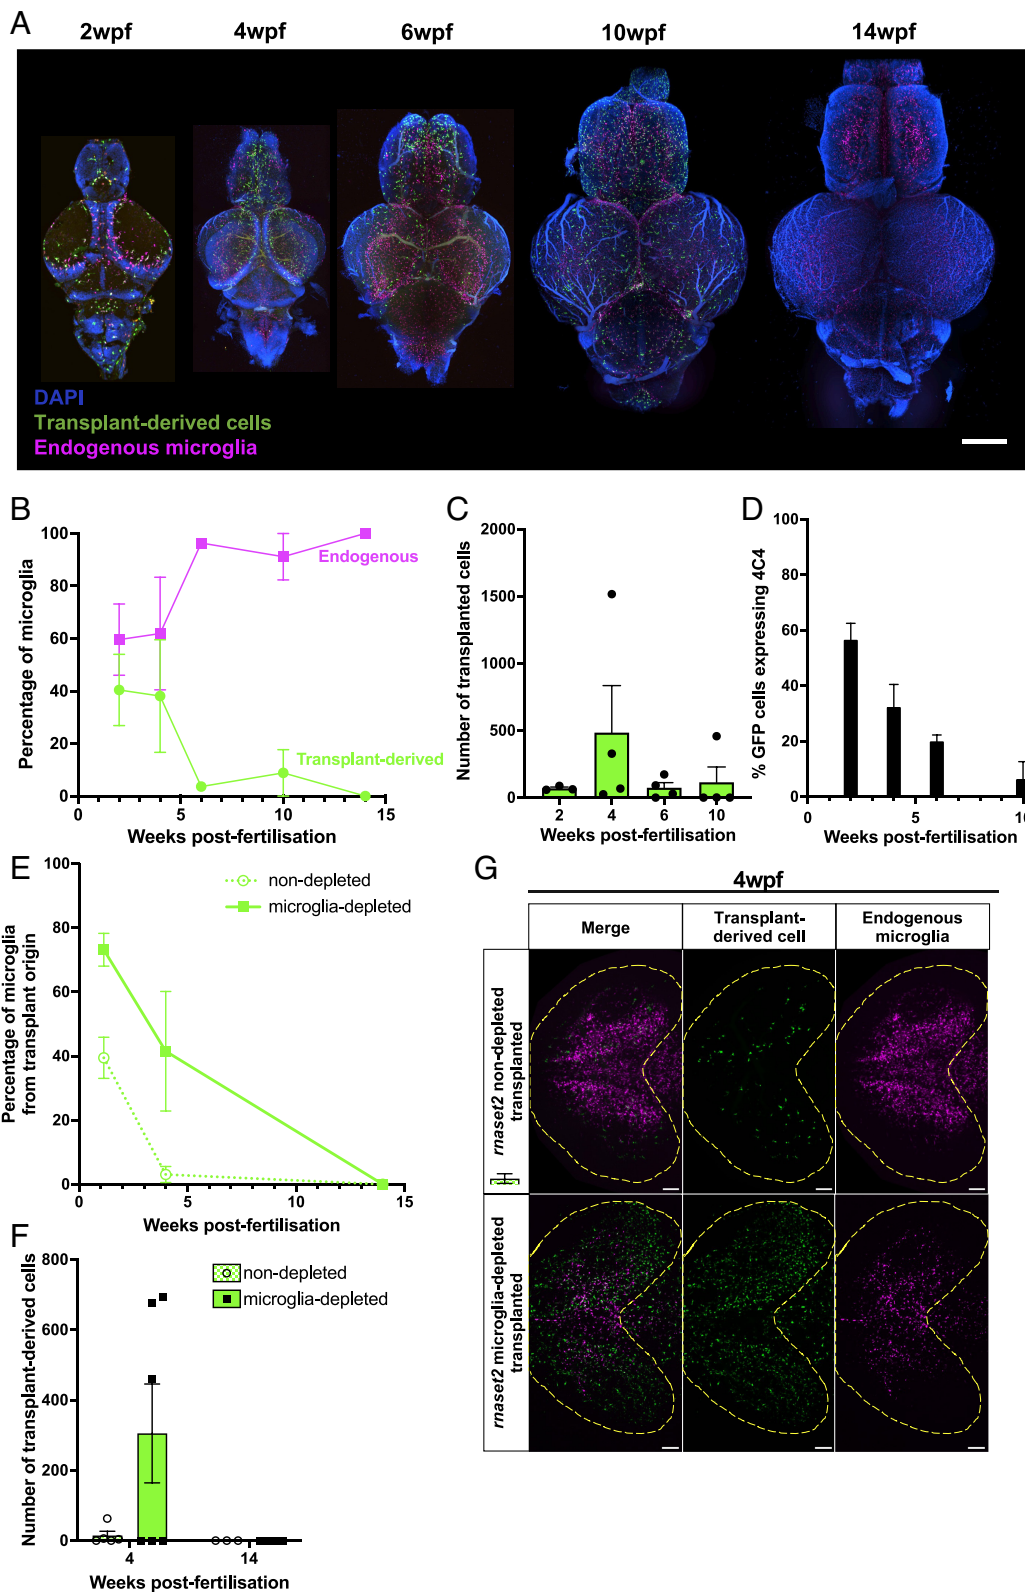 A
2wpf 4wpf 6wpf 10wpf 14wpf
DAPI
Transplant-derived cells
Endogenous microglia
B
Percentage of microglia
100
80
60
40
20
0
0 5 10 15
Endogenous
Transplant-derived
Weeks post-fertilisation
C
Number of transplanted cells
2000
1500
1000
500
0
2 4 6 10
Weeks post-fertilisation
D
% GFP cells expressing 4C4
100
80
60
40
20
0
0 5 10
Weeks post-fertilisation
E
Percentage of microglia
from transplant origin
100
80
60
40
20
0
0 5 10 15
non-depleted
microglia-depleted
Weeks post-fertilisation
F
Number of transplant-derived cells
800
600
400
200
0
4 14
non-depleted
microglia-depleted
Weeks post-fertilisation
G
4wpf
Merge
Transplant-
derived cell
Endogenous
microglia
rnaset2 non-depleted
transplanted
rnaset2 microglia-depleted
transplanted